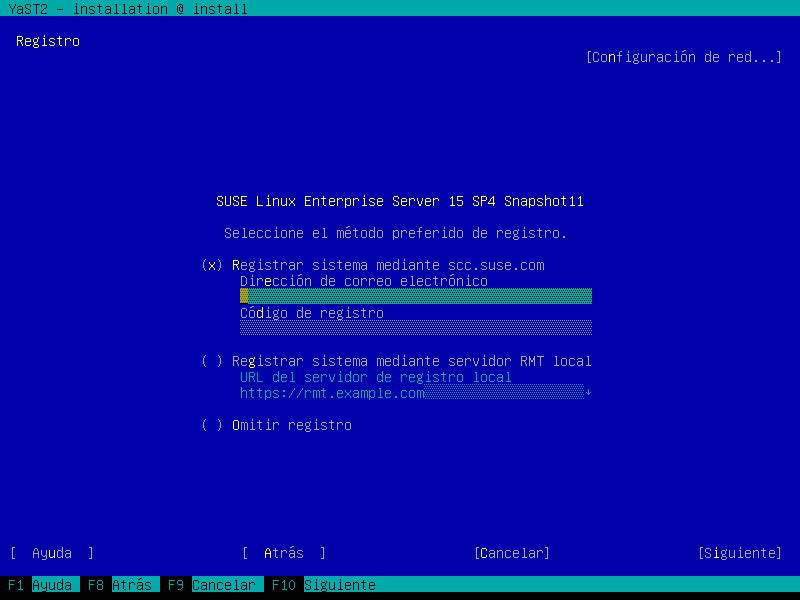 YaST2 - installation @ install
Registro
[Configuración de red...]
SUSE Linux Enterprise Server 15 SP4 Snapshot11
Seleccione el método preferido de registro.
(x) Registrar sistema mediante scc.suse.com
Dirección de correo electrónico
Código de registro
( ) Registrar sistema mediante servidor RMT local
URL del servidor de registro local
https://rmt.example.com
( ) Omitir registro
[ Ayuda ] [ Atrás ] [Cancelar] [Siguiente]
F1 Ayuda F8 Atrás F9 Cancelar F10 Siguiente